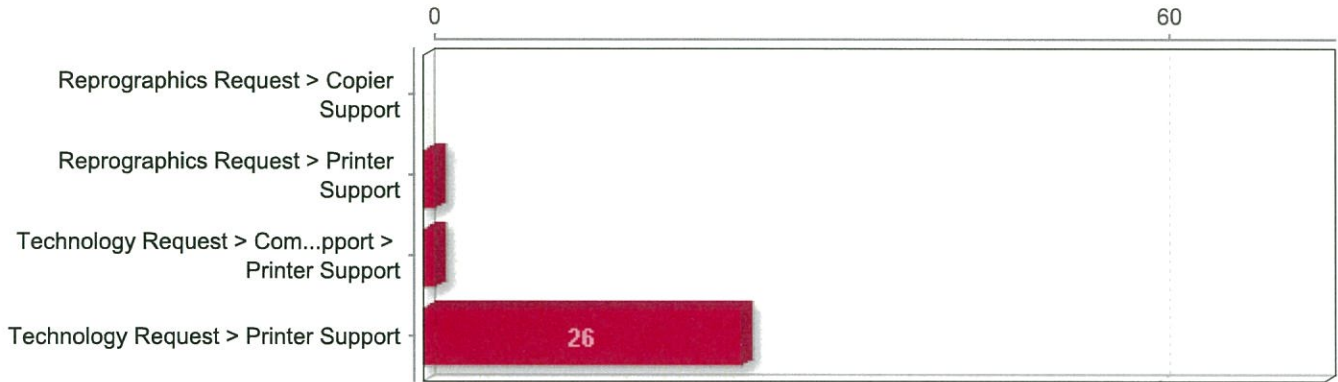 0
60
Reprographics Request > Copier
Support
Reprographics Request > Printer
Support
Technology Request > Com...pport >
Printer Support
Technology Request > Printer Support
26